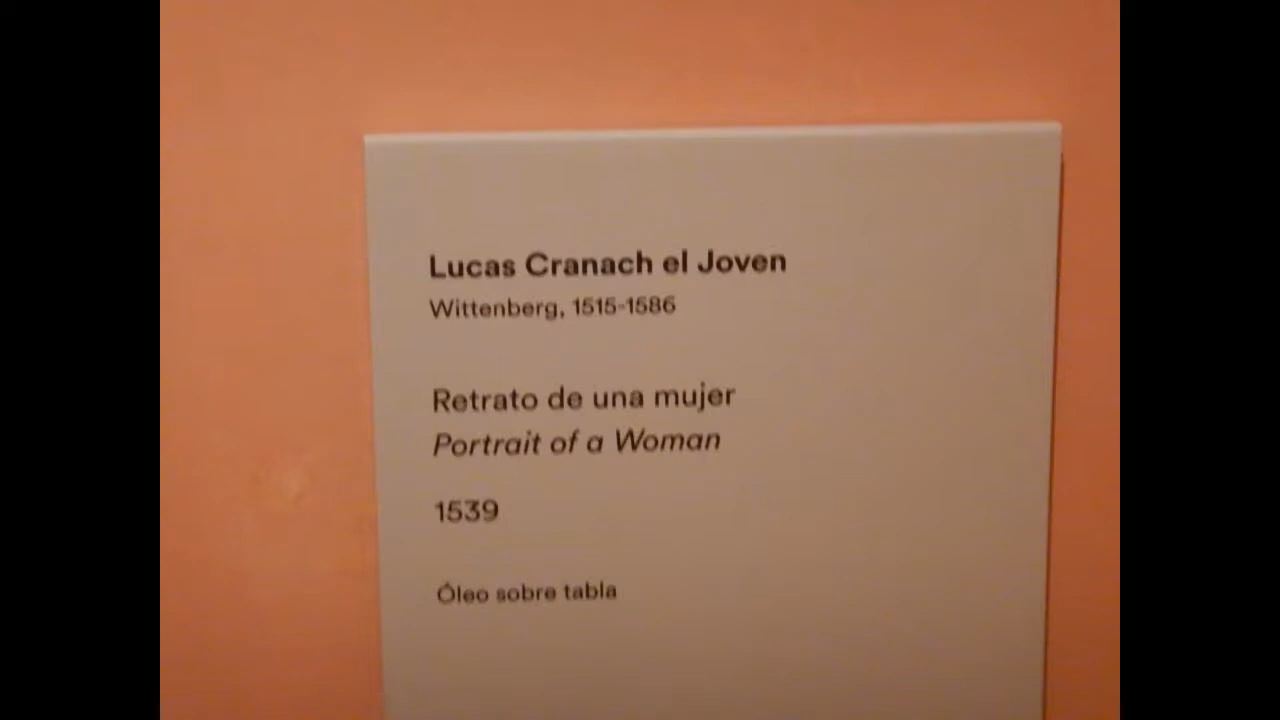 Lucas Cranach el Joven
Wittenberg, 1515-1586
Retrato de una mujer
Portrait of a Woman
1539
Óleo sobre tabla